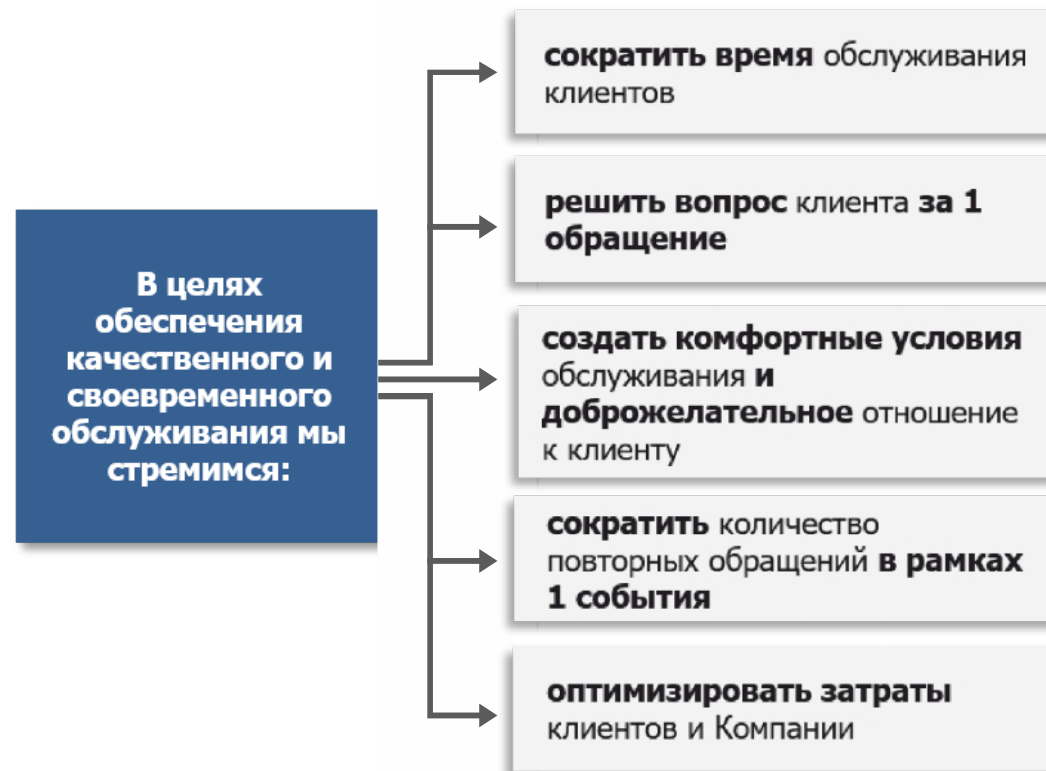 В целях
обеспечения
качественного и
своевременного
обслуживания мы
стремимся:
сократить время обслуживания
клиентов
решить вопрос клиента за 1
обращение
создать комфортные условия
обслуживания и
доброжелательное отношение
к клиенту
сократить количество
повторных обращений в рамках
1 события
оптимизировать затраты
клиентов и Компании